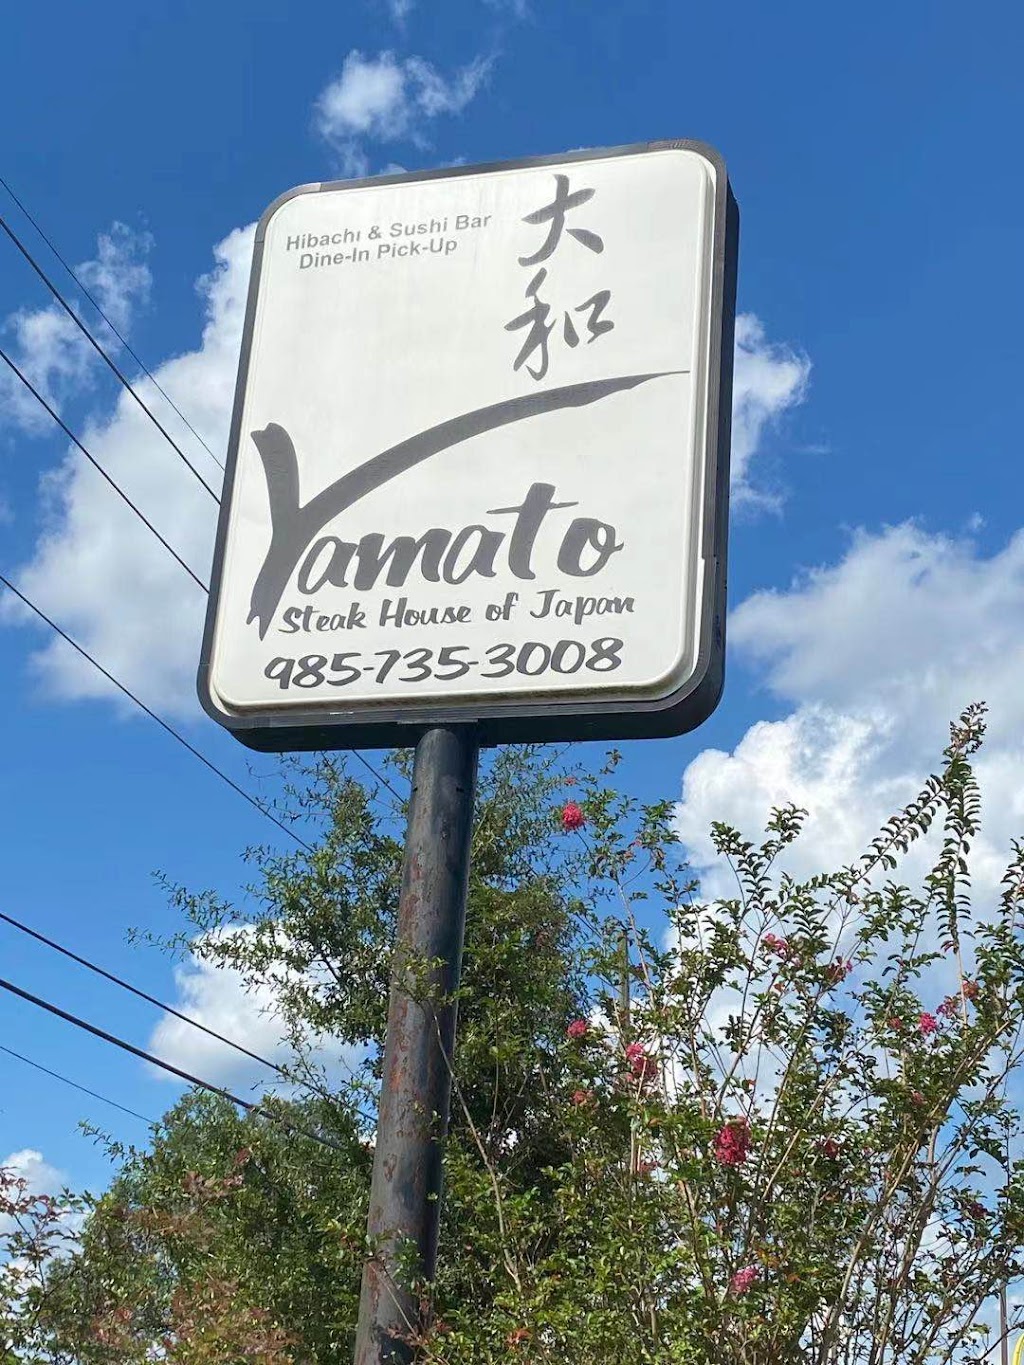 Hibachi & Sushi Bar
Dine-In Pick-Up
大
和
Yamato
Steak House of Japan
985-735-3008